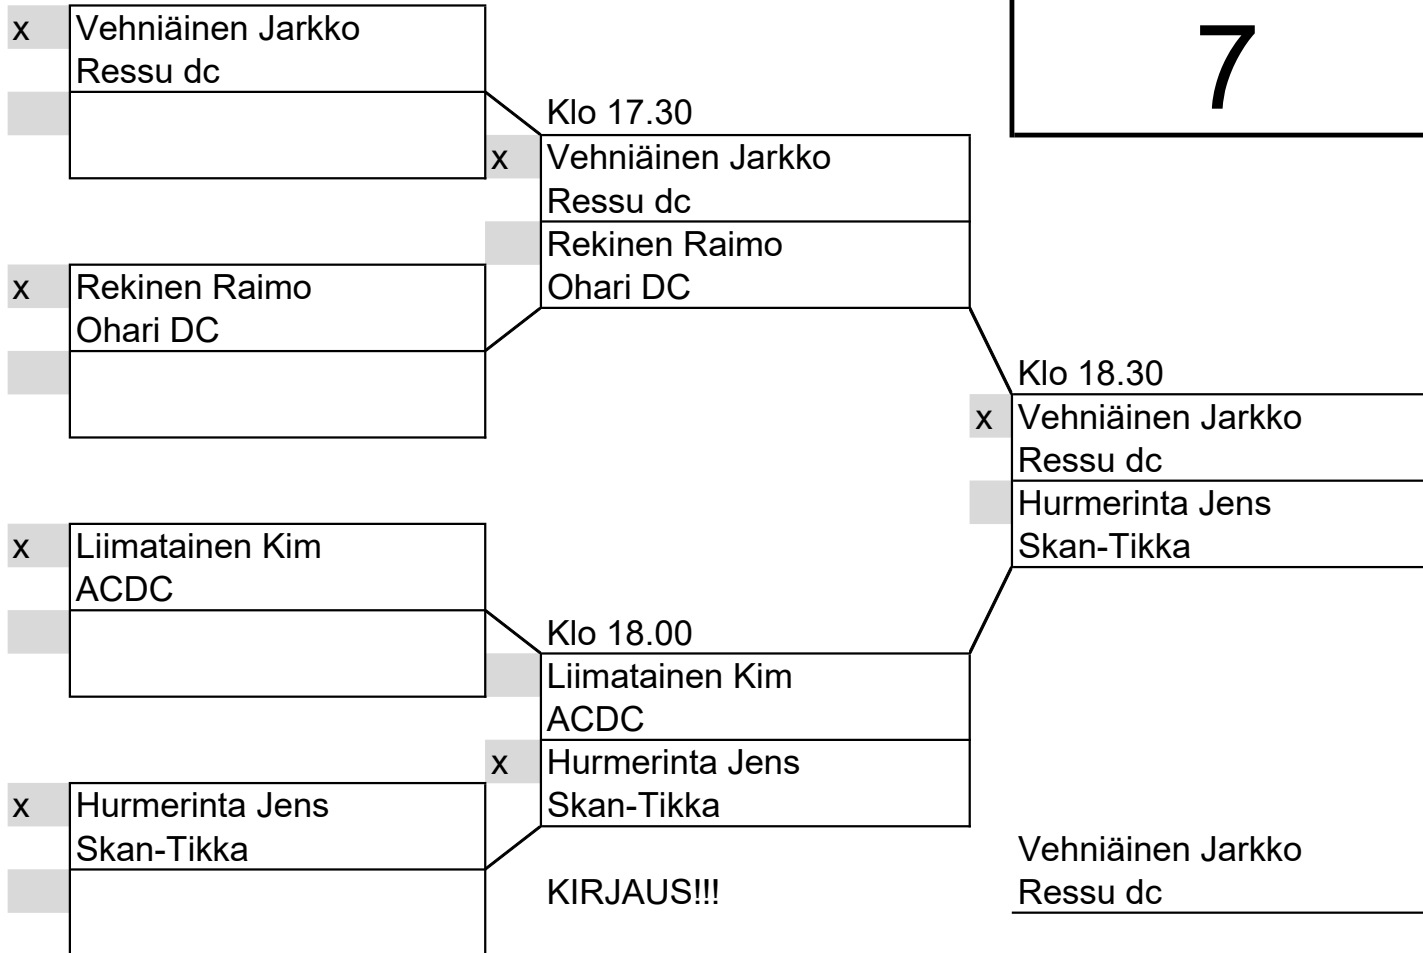 x Vehniäinen Jarkko
Ressu dc
7
Klo 17.30
x Vehniäinen Jarkko
Ressu dc
Rekinen Raimo
Ohari DC
x Rekinen Raimo
Ohari DC
Klo 18.30
x Vehniäinen Jarkko
Ressu dc
Hurmerinta Jens
Skan-Tikka
x Liimatainen Kim
ACDC
Klo 18.00
Liimatainen Kim
ACDC
x Hurmerinta Jens
Skan-Tikka
x Hurmerinta Jens
Skan-Tikka
Vehniäinen Jarkko
Ressu dc
KIRJAUS!!!